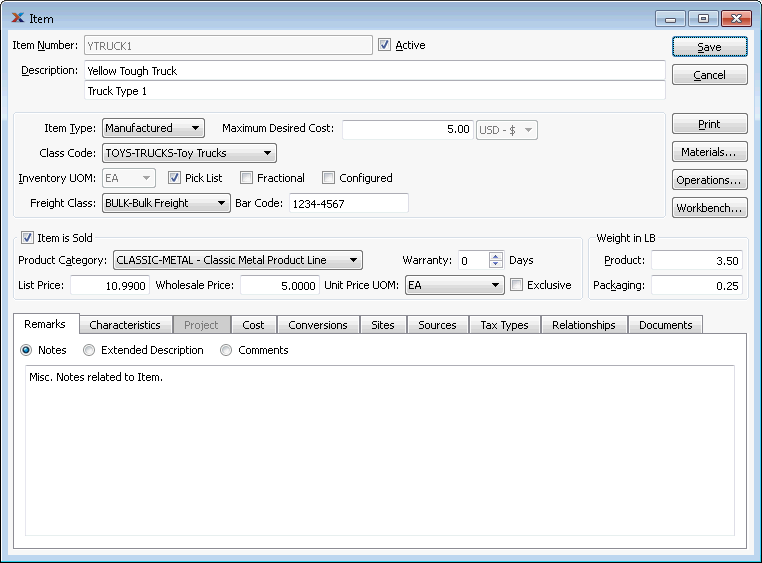 Item
Item Number: YTRUCK1 Active Save
Description: Yellow Tough Truck Cancel
Truck Type 1
Item Type: Manufactured Maximum Desired Cost: 5.00 USD - $ Print
Class Code: TOYS-TRUCKS-Toy Trucks Materials...
Inventory UOM: EA Pick List Fractional Configured Operations...
Freight Class: BULK-Bulk Freight Bar Code: 1234-4567 Workbench...
Item is Sold Weight in LB
Product Category: CLASSIC-METAL - Classic Metal Product Line Warranty: 0 Days Product: 3.50
List Price: 10.9900 Wholesale Price: 5.0000 Unit Price UOM: EA Exclusive Packaging: 0.25
Remarks Characteristics Project Cost Conversions Sites Sources Tax Types Relationships Documents
Notes Extended Description Comments
Misc. Notes related to Item.